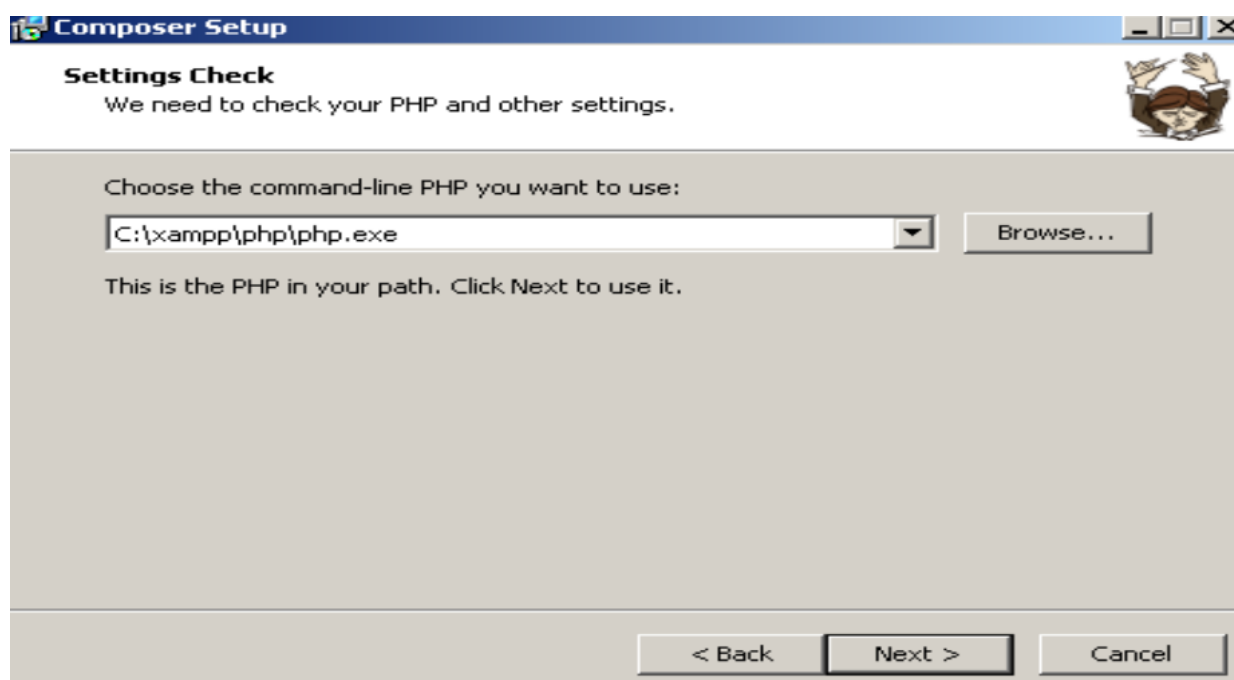 Composer Setup
Settings Check
We need to check your PHP and other settings.
Choose the command-line PHP you want to use:
C:\xampp\php\php.exe
Browse...
This is the PHP in your path. Click Next to use it.
< Back
Next >
Cancel